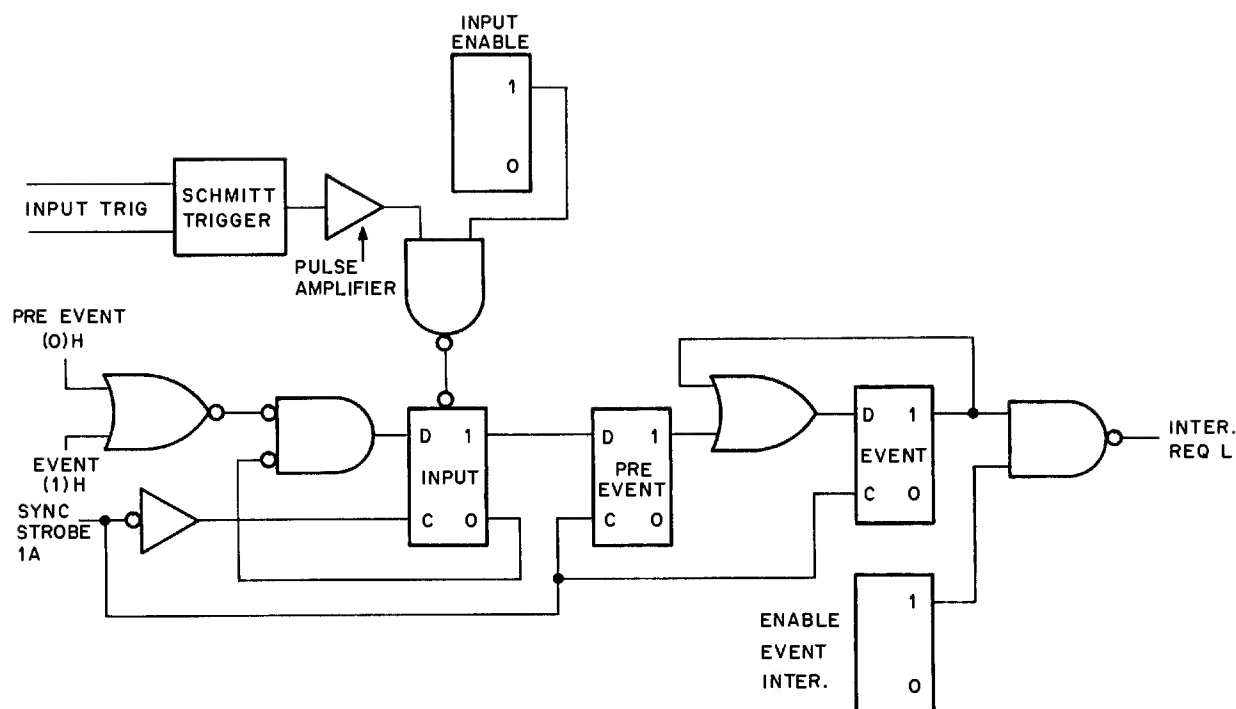 INPUT
ENABLE
1
0
SCHMITT
TRIGGER
INPUT TRIG
PULSE
AMPLIFIER
PRE EVENT
(0)H
EVENT
(1)H
SYNC
STROBE
1A
D 1
INPUT
C 0
D 1
PRE
EVENT
C 0
D 1
EVENT
C 0
INTER.
REQ L
ENABLE
EVENT
INTER.
1
0